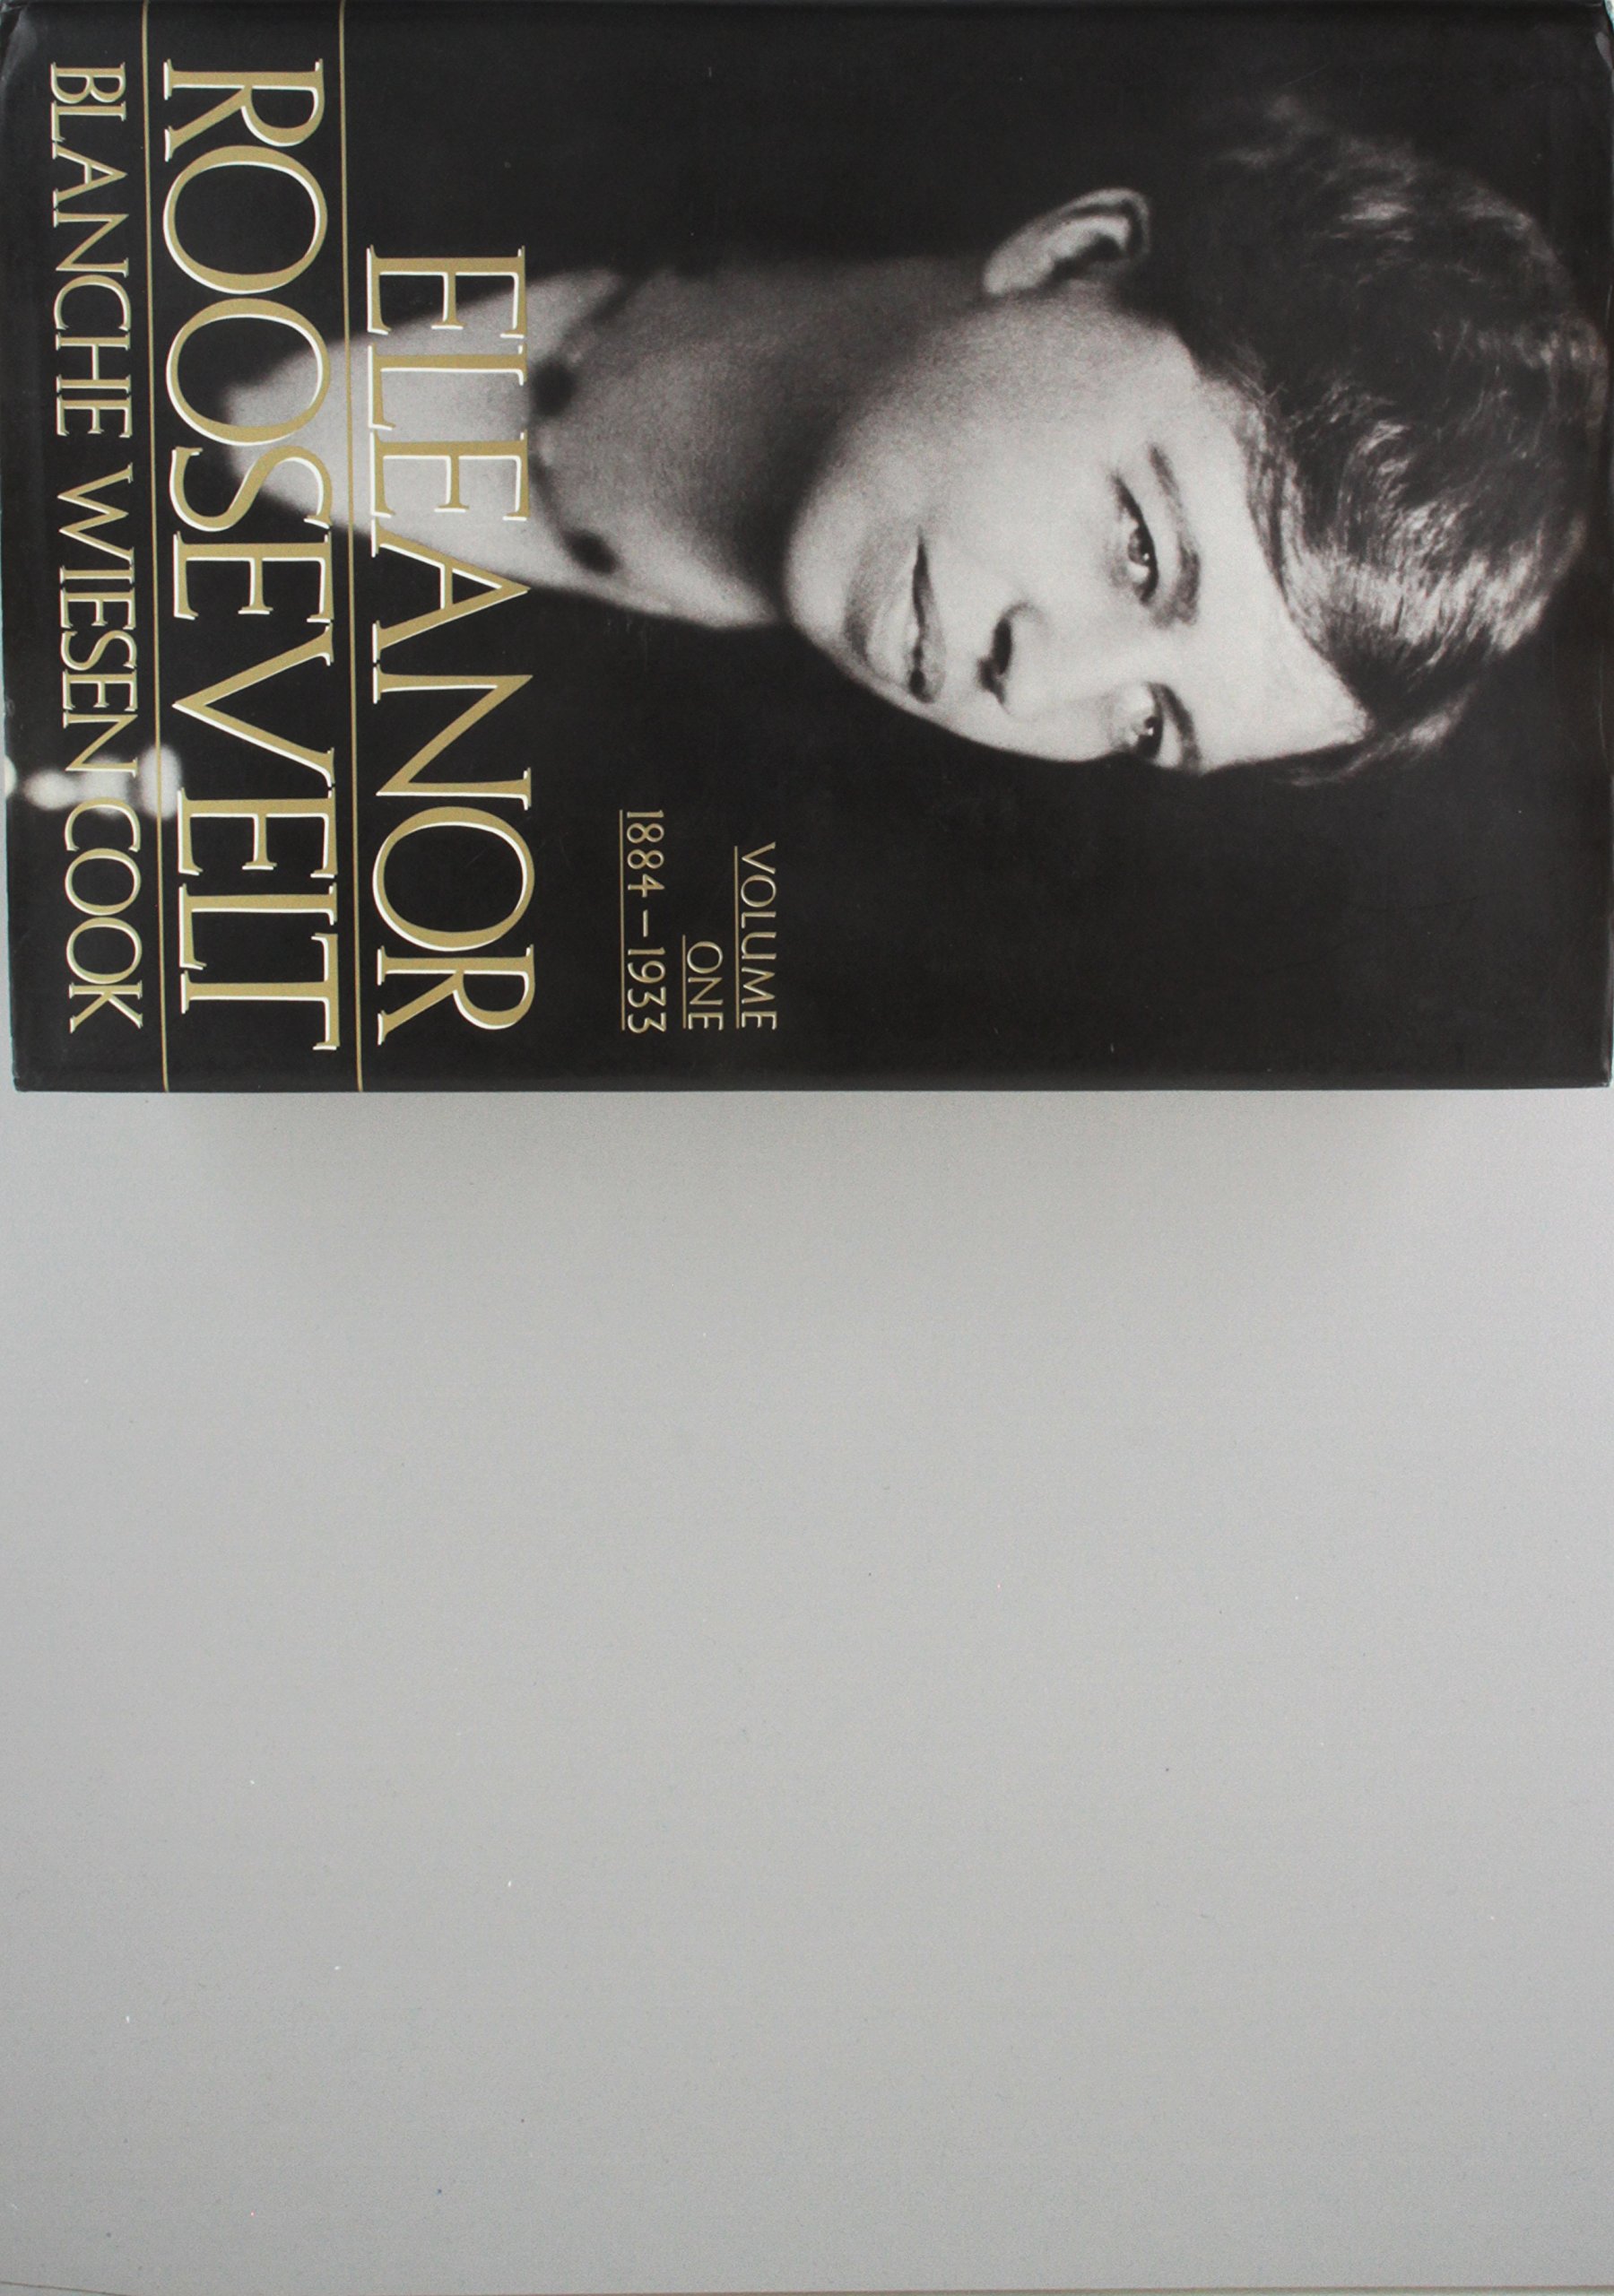 VOLUME
ONE
1884–1933
ELEANOR
ROOSEVELT
BLANCHE WIESEN COOK